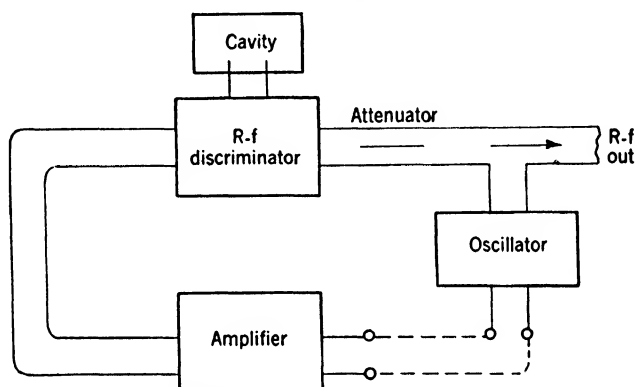 Cavity
Attenuator
R-f
discriminator
R-f
out
Oscillator
Amplifier